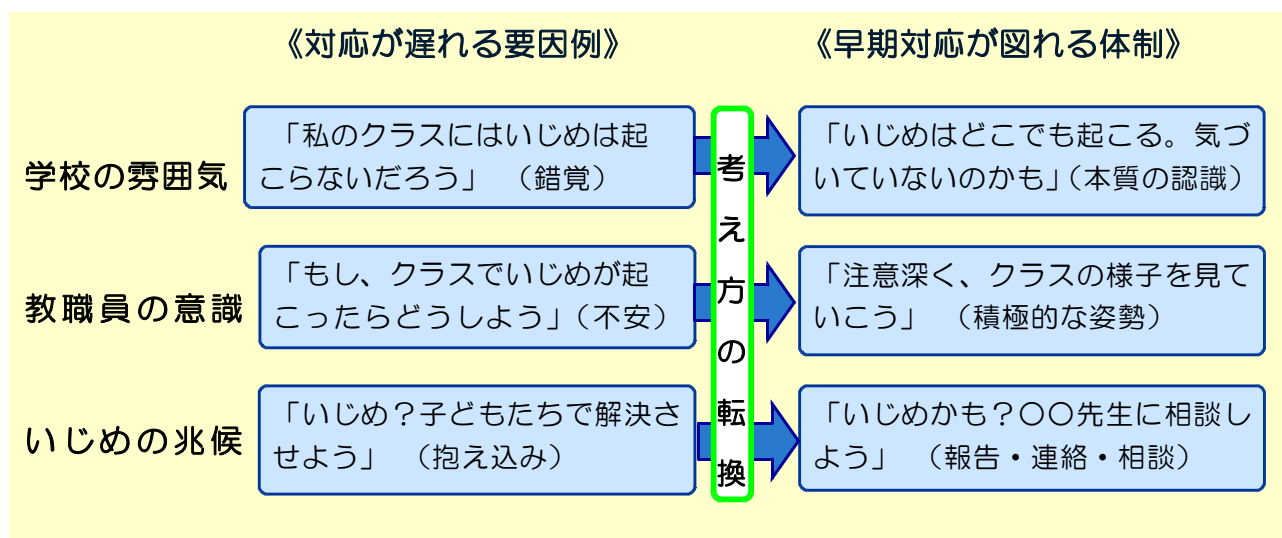 《対応が遅れる要因例》
《早期対応が図れる体制》
学校の雰囲気
「私のクラスにはいじめは起
こらないだろう」 （錯覚）
「いじめはどこでも起こる。気づ
いていないのかも」（本質の認識）
教職員の意識
「もし、クラスでいじめが起
こったらどうしよう」（不安）
「注意深く、クラスの様子を見て
いこう」 （積極的な姿勢）
いじめの兆候
「いじめ？子どもたちで解決さ
せよう」 （抱え込み）
「いじめかも？〇〇先生に相談し
よう」 （報告・連絡・相談）
考え方の転換